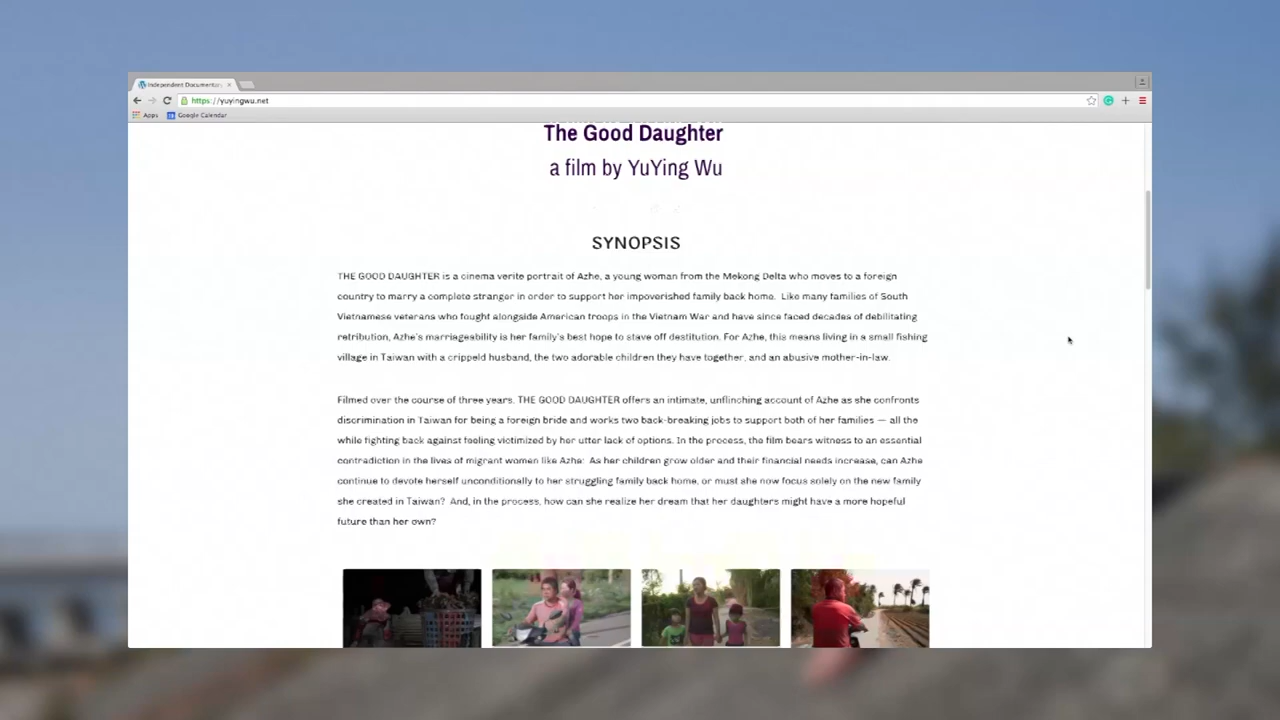 Independent Documentary
https://yuyingwu.net
Apps
Google Calendar
The Good Daughter
a film by YuYing Wu
SYNOPSIS
THE GOOD DAUGHTER is a cinema verite portrait of Azhe, a young woman from the Mekong Delta who moves to a foreign
country to marry a complete stranger in order to support her impoverished family back home. Like many families of South
Vietnamese veterans who fought alongside American troops in the Vietnam War and have since faced decades of debilitating
retribution, Azhe's marriageability is her family's best hope to stave off destitution. For Azhe, this means living in a small fishing
village in Taiwan with a crippeld husband, the two adorable children they have together, and an abusive mother-in-law.
Filmed over the course of three years. THE GOOD DAUGHTER offers an intimate, unflinching account of Azhe as she confronts
discrimination in Taiwan for being a foreign bride and works two back-breaking jobs to support both of her families — all the
while fighting back against feeling victimized by her utter lack of options. In the process, the film bears witness to an essential
contradiction in the lives of migrant women like Azhe: As her children grow older and their financial needs increase, can Azhe
continue to devote herself unconditionally to her struggling family back home, or must she now focus solely on the new family
she created in Taiwan? And, in the process, how can she realize her dream that her daughters might have a more hopeful
future than her own?